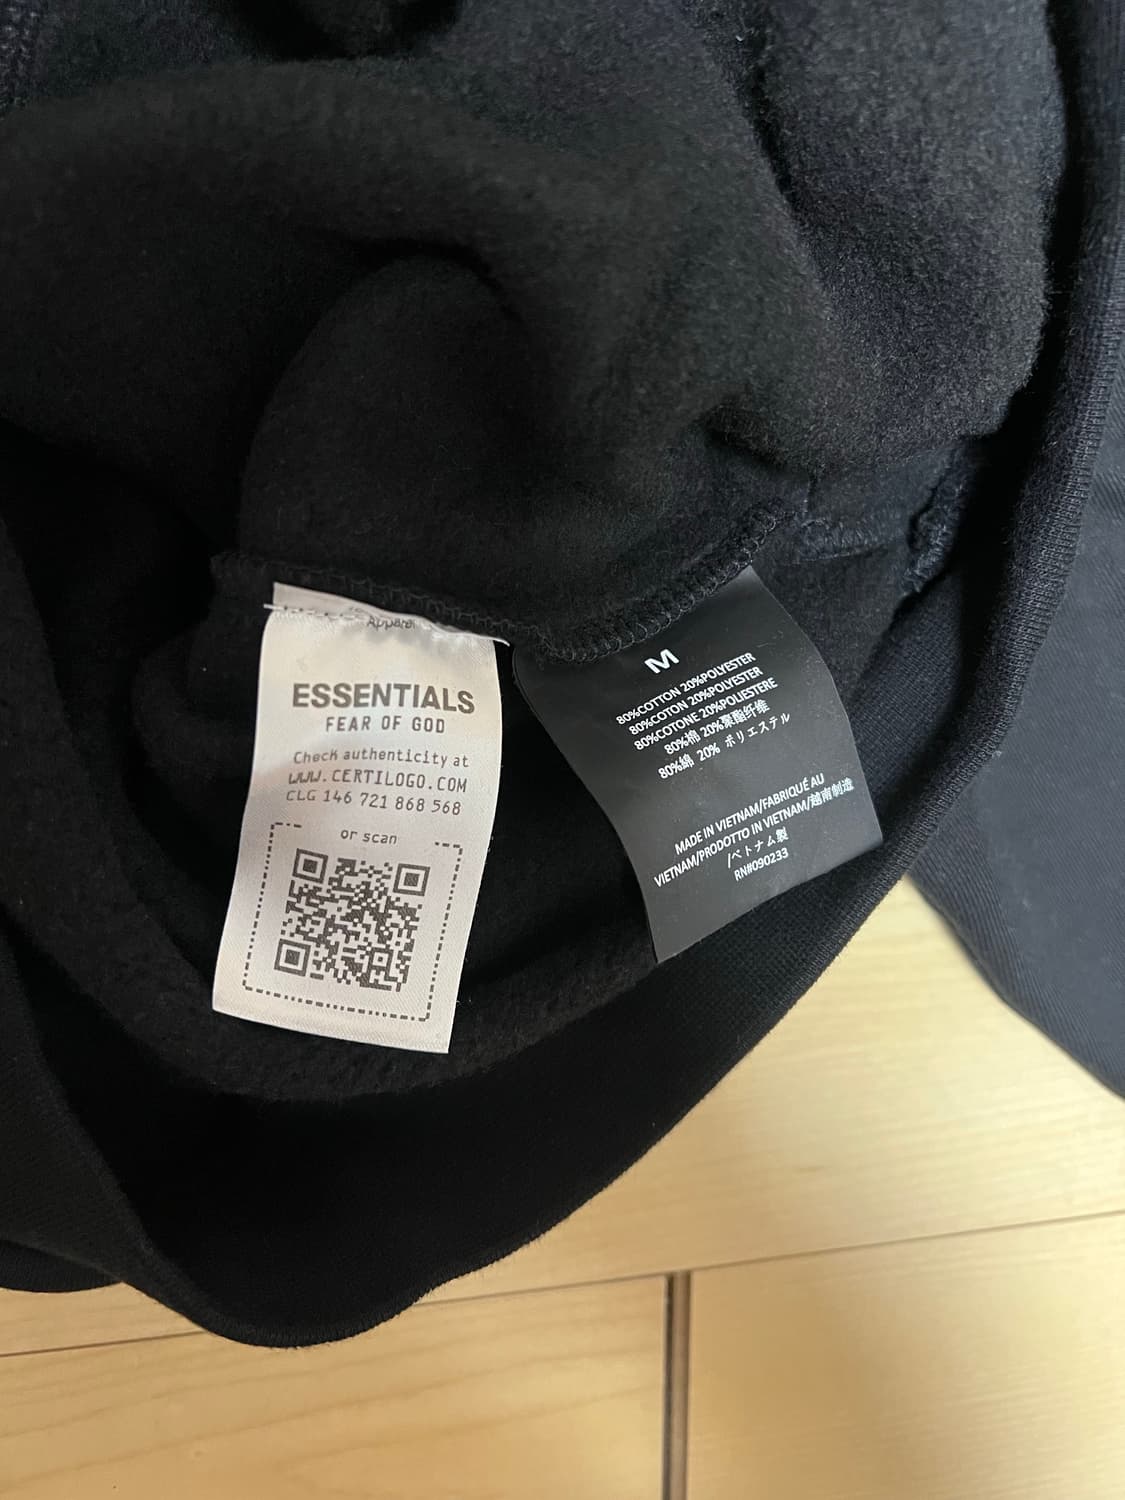 Apparel
ESSENTIALS
FEAR OF GOD
Check authenticity at
WWW.CERTILOGO.COM
CLG 146 721 868 568
or scan
M
80%COTTON 20%POLYESTER
80%COTON 20%POLYESTER
80%COTONE 20%POLIESTERE
80%棉 20%聚酯纤维
80%綿 20% ポリエステル
MADE IN VIETNAM/FABRIQUÉ AU
VIETNAM/PRODOTTO IN VIETNAM/越南制造
/ベトナム製
RN#090233